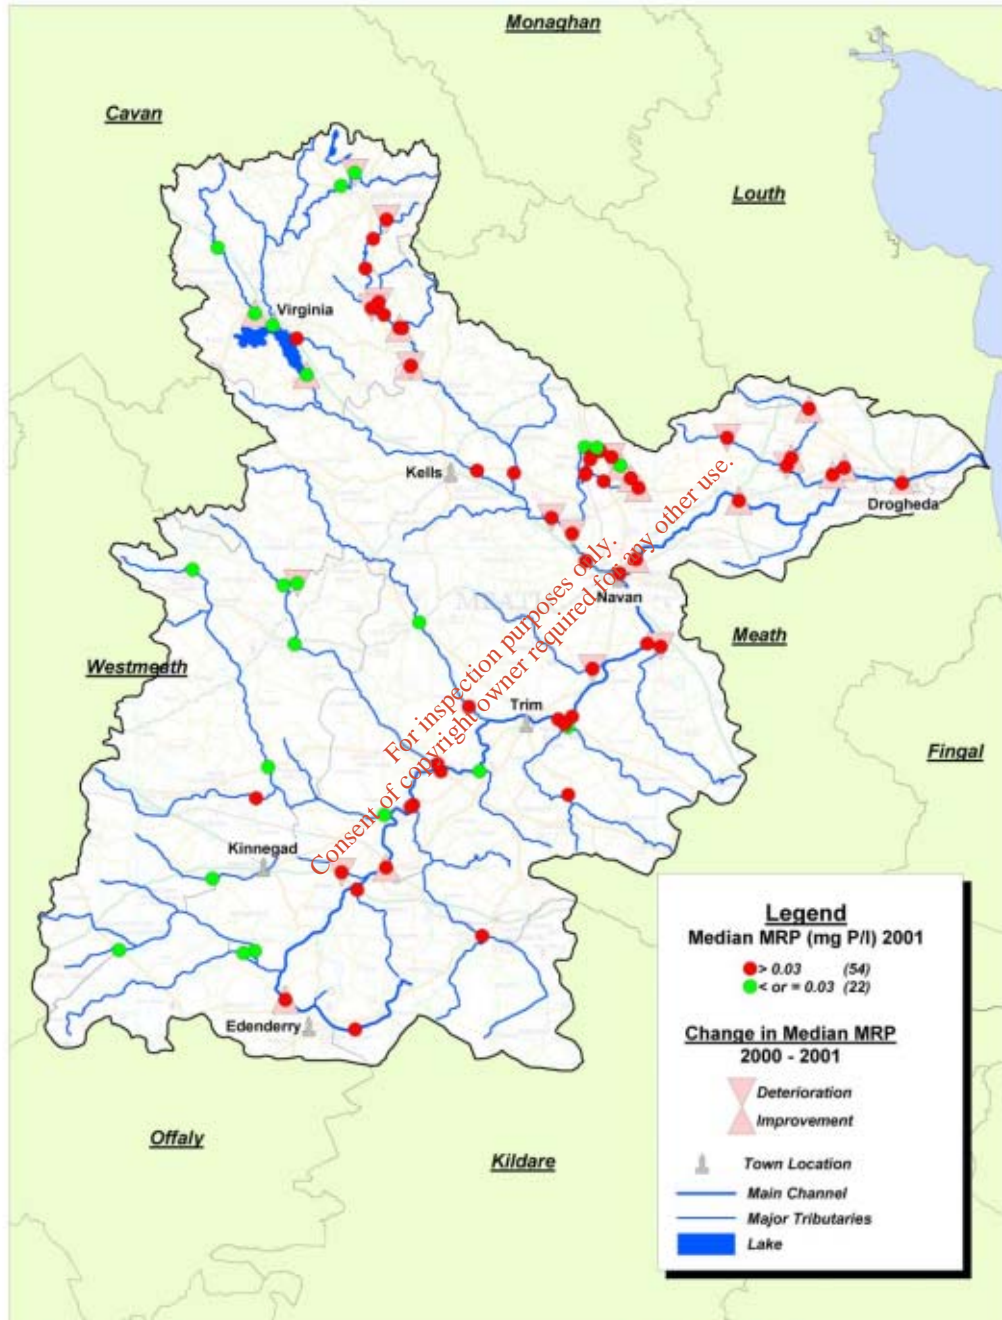 Monaghan
Cavan
Louth
Virginia
Kells
Drogheda
Navan
MEATH
Meath
Westmeath
Trim
Fingal
Kinnegad
Edenderry
Offaly
Kildare
For inspection purposes only.
Consent of copyright owner required for any other use.
Legend
Median MRP (mg P/l) 2001
> 0.03 (54)
< or = 0.03 (22)
Change in Median MRP
2000 - 2001
Deterioration
Improvement
Town Location
Main Channel
Major Tributaries
Lake